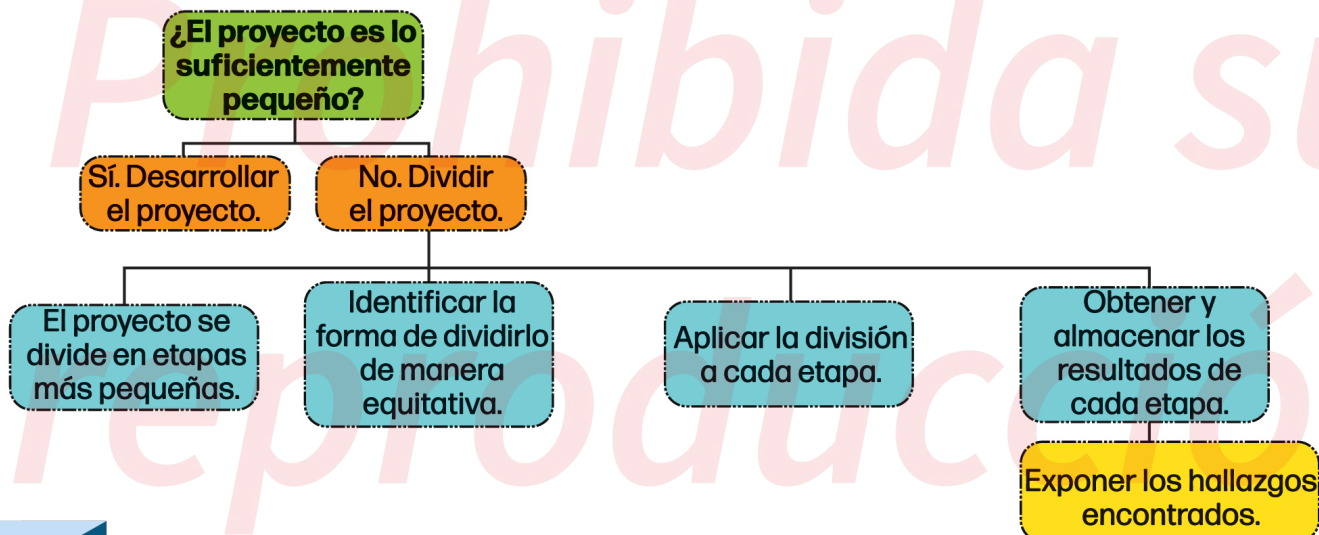 Prohibida su
reproducció
¿El proyecto es lo
suficientemente
pequeño?
Sí. Desarrollar
el proyecto.
No. Dividir
el proyecto.
El proyecto se
divide en etapas
más pequeñas.
Identificar la
forma de dividirlo
de manera
equitativa.
Aplicar la división
a cada etapa.
Obtener y
almacenar los
resultados de
cada etapa.
Exponer los hallazgos
encontrados.